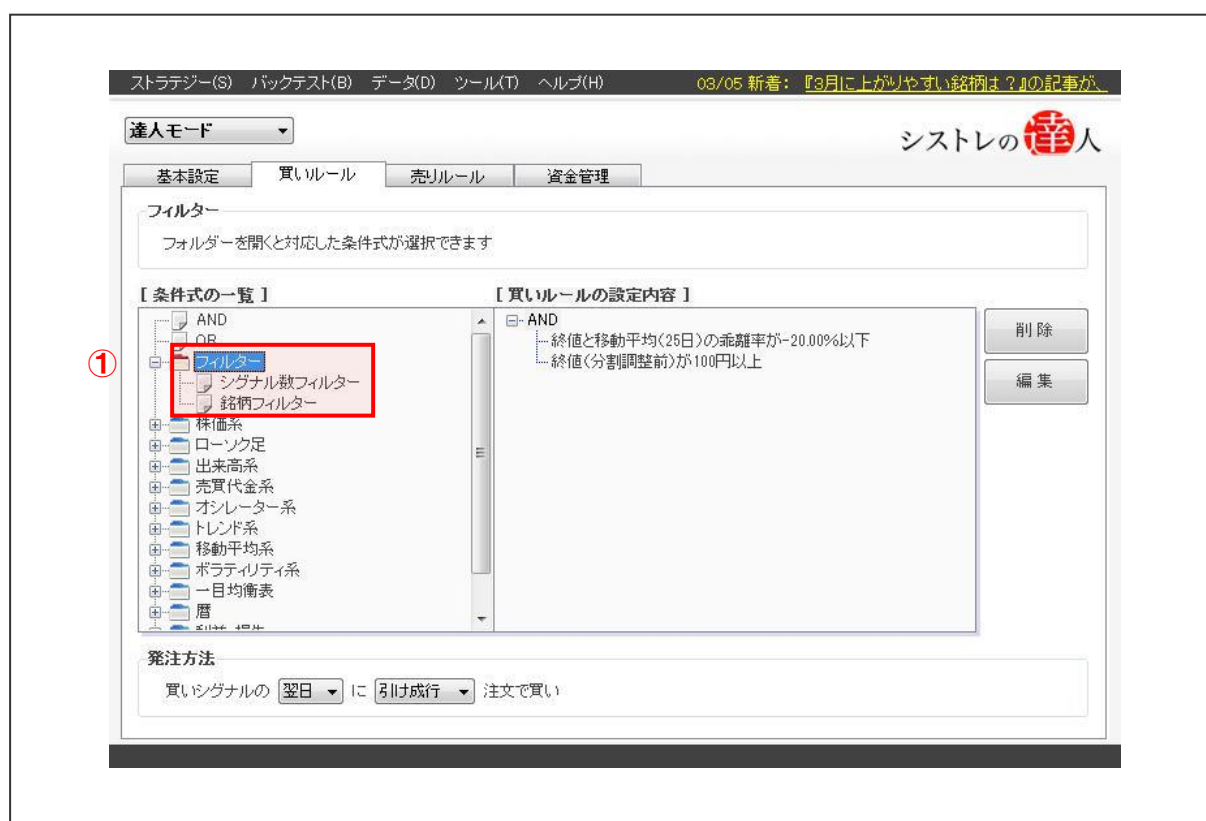 ストラテジー(S) バックテスト(B) データ(D) ツール(T) ヘルプ(H) 03/05 新着： 『3月に上がりやすい銘柄は？』の記事が、
達人モード
シストレの達人
基本設定 買いルール 売りルール 資金管理
フィルター
フォルダーを開くと対応した条件式が選択できます
[ 条件式の一覧 ] [ 買いルールの設定内容 ]
AND
OR
① フィルター
シグナル数フィルター
銘柄フィルター
株価系
ローソク足
出来高系
売買代金系
オシレーター系
トレンド系
移動平均系
ボラティリティ系
一目均衡表
暦
AND
終値と移動平均(25日)の乖離率が-20.00%以下
終値(分割調整前)が100円以上
削除
編集
発注方法
買いシグナルの 翌日 に 引け成行 注文で買い